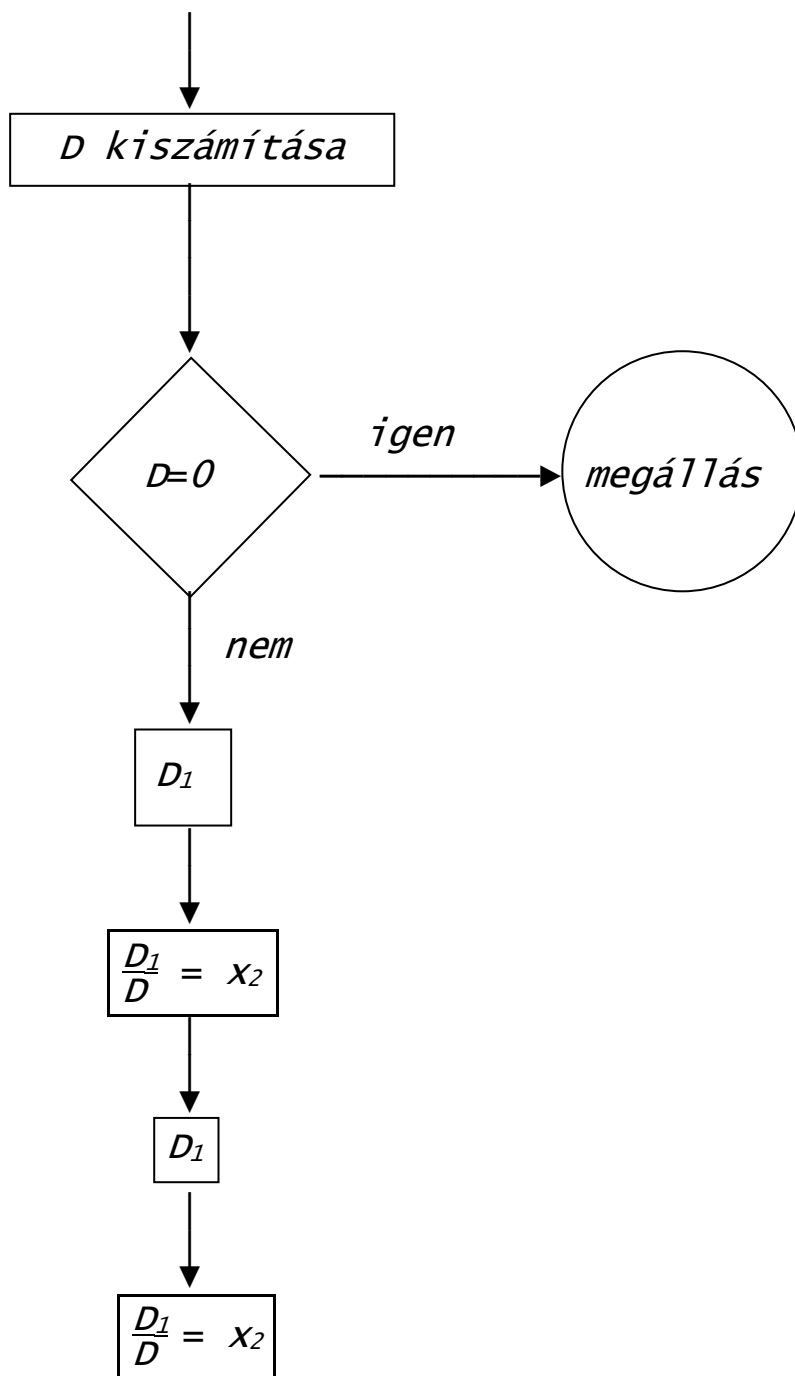 D kiszámítása
igen
D=0
megállás
nem
D₁
D₁/D = x₂
D₁
D₁/D = x₂